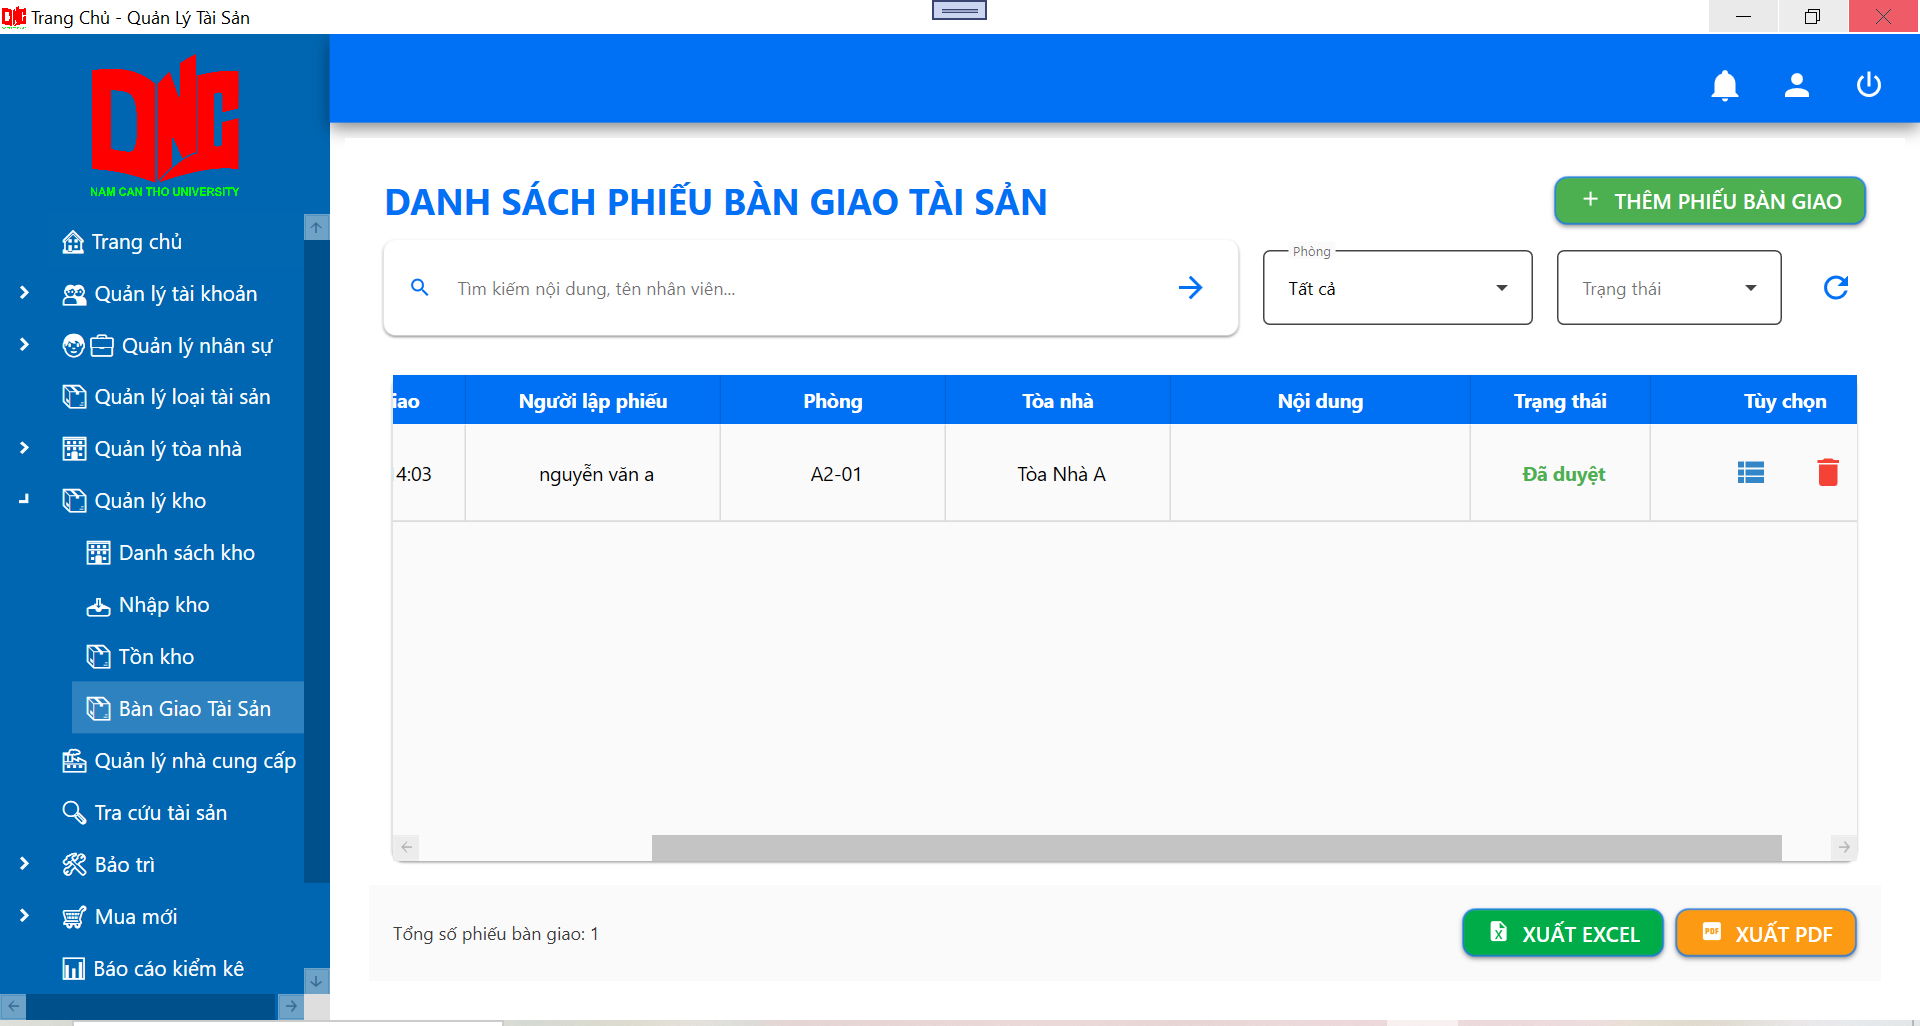 Trang Chủ - Quản Lý Tài Sản
DNC
NAM CAN THO UNIVERSITY
Trang chủ
Quản lý tài khoản
Quản lý nhân sự
Quản lý loại tài sản
Quản lý tòa nhà
Quản lý kho
Danh sách kho
Nhập kho
Tồn kho
Bàn Giao Tài Sản
Quản lý nhà cung cấp
Tra cứu tài sản
Bảo trì
Mua mới
Báo cáo kiểm kê
DANH SÁCH PHIẾU BÀN GIAO TÀI SẢN
+ THÊM PHIẾU BÀN GIAO
Tìm kiếm nội dung, tên nhân viên...
Phòng
Tất cả
Trạng thái
iao Người lập phiếu Phòng Tòa nhà Nội dung Trạng thái Tùy chọn
4:03 nguyễn văn a A2-01 Tòa Nhà A Đã duyệt
Tổng số phiếu bàn giao: 1
XUẤT EXCEL
PDF XUẤT PDF